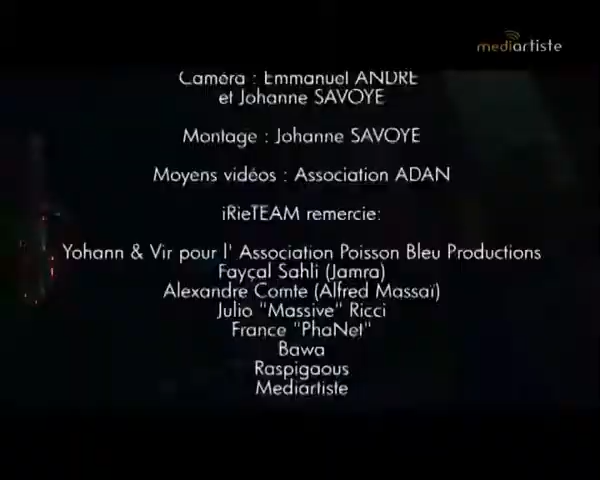 mediartiste
Caméra : Emmanuel ANDRE
et Johanne SAVOYE
Montage : Johanne SAVOYE
Moyens vidéos : Association ADAN
iRieTEAM remercie:
Yohann & Vir pour l' Association Poisson Bleu Productions
Fayçal Sahli (Jamra)
Alexandre Comte (Alfred Massaï)
Julio "Massive" Ricci
France "PhaNet"
Bawa
Raspigaous
Mediartiste